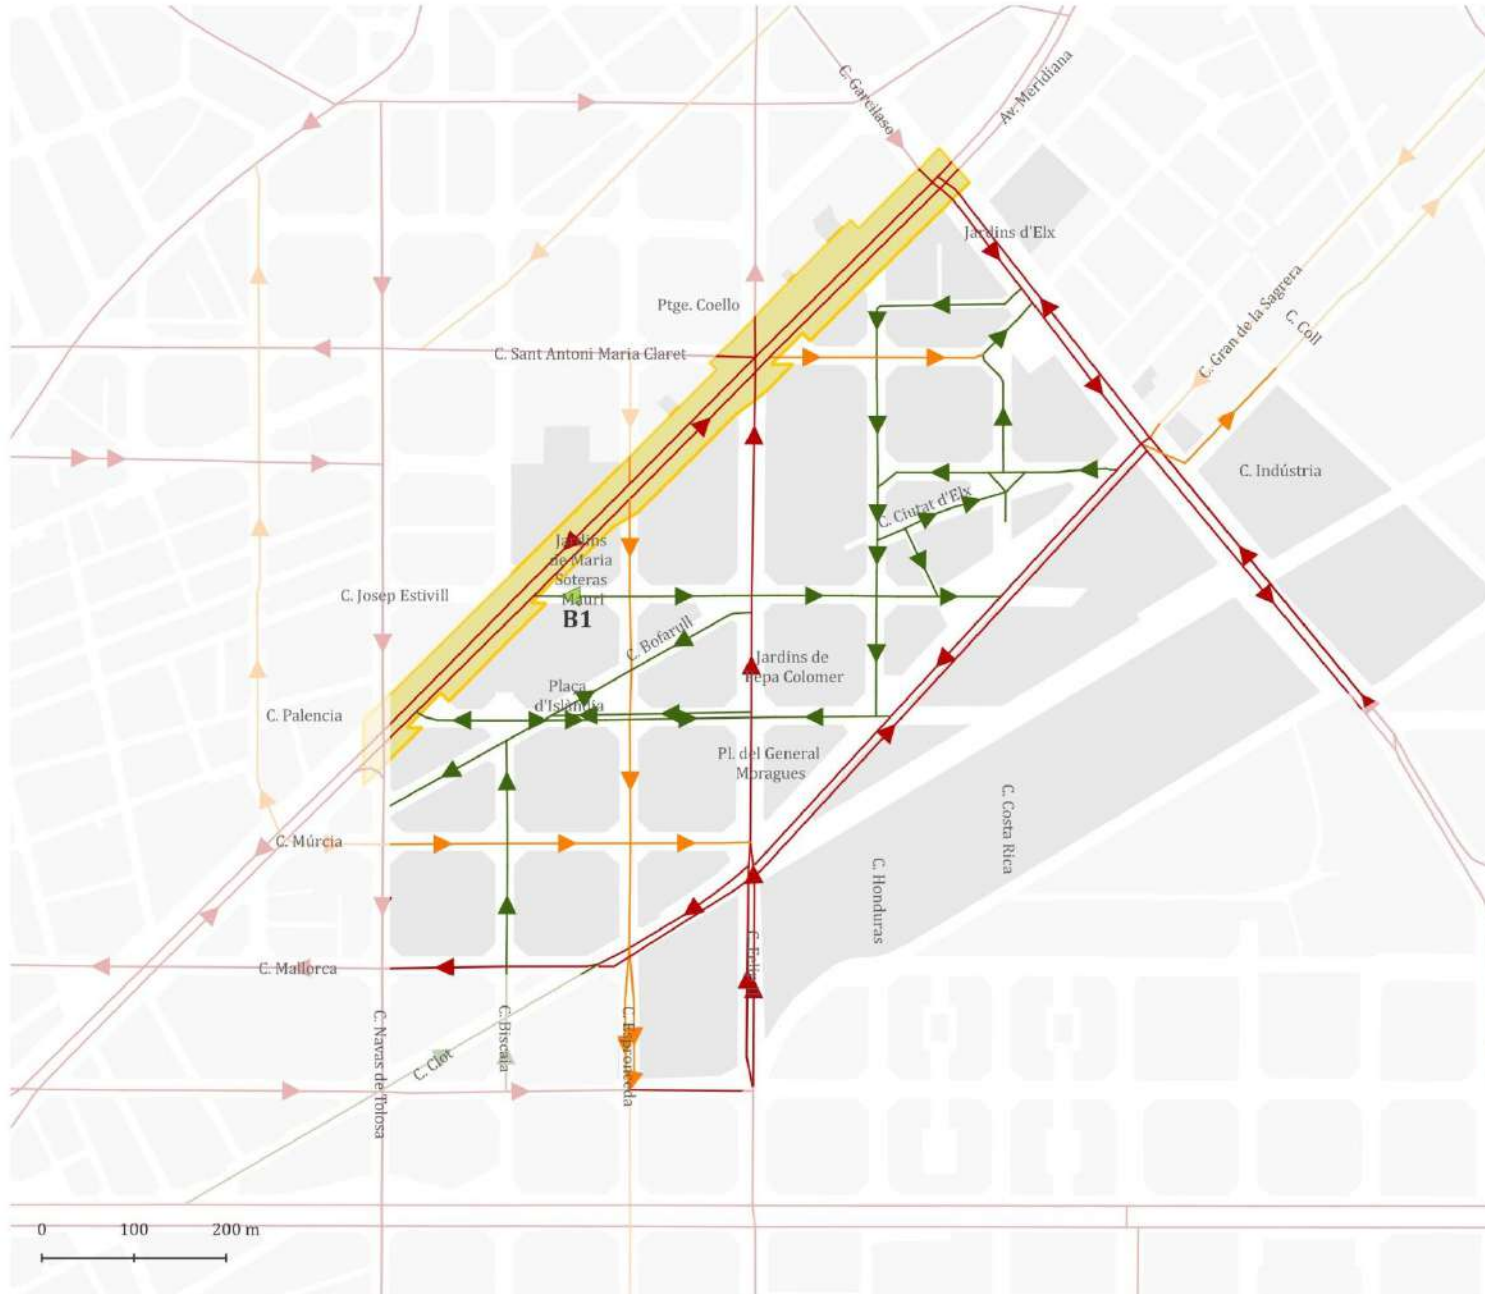 C. Garcilaso
Av. Meridiana
Jardins d'Elx
C. Gran de la Sagrera
C. Coll
Ptge. Coello
C. Sant Antoni Maria Claret
C. Indústria
C. Ciutat d'Elx
Jardins
de Maria
Soteras
Mauri
C. Josep Estivill
B1
C. Bofarull
Jardins de
Pepa Colomer
Plaça
d'Islàndia
C. Palencia
Pl. del General
Moragues
C. Costa Rica
C. Múrcia
C. Honduras
C. Mallorca
C. Navas de Tolosa
C. Clot
C. Biscaia
C. Espronceda
0 100 200 m